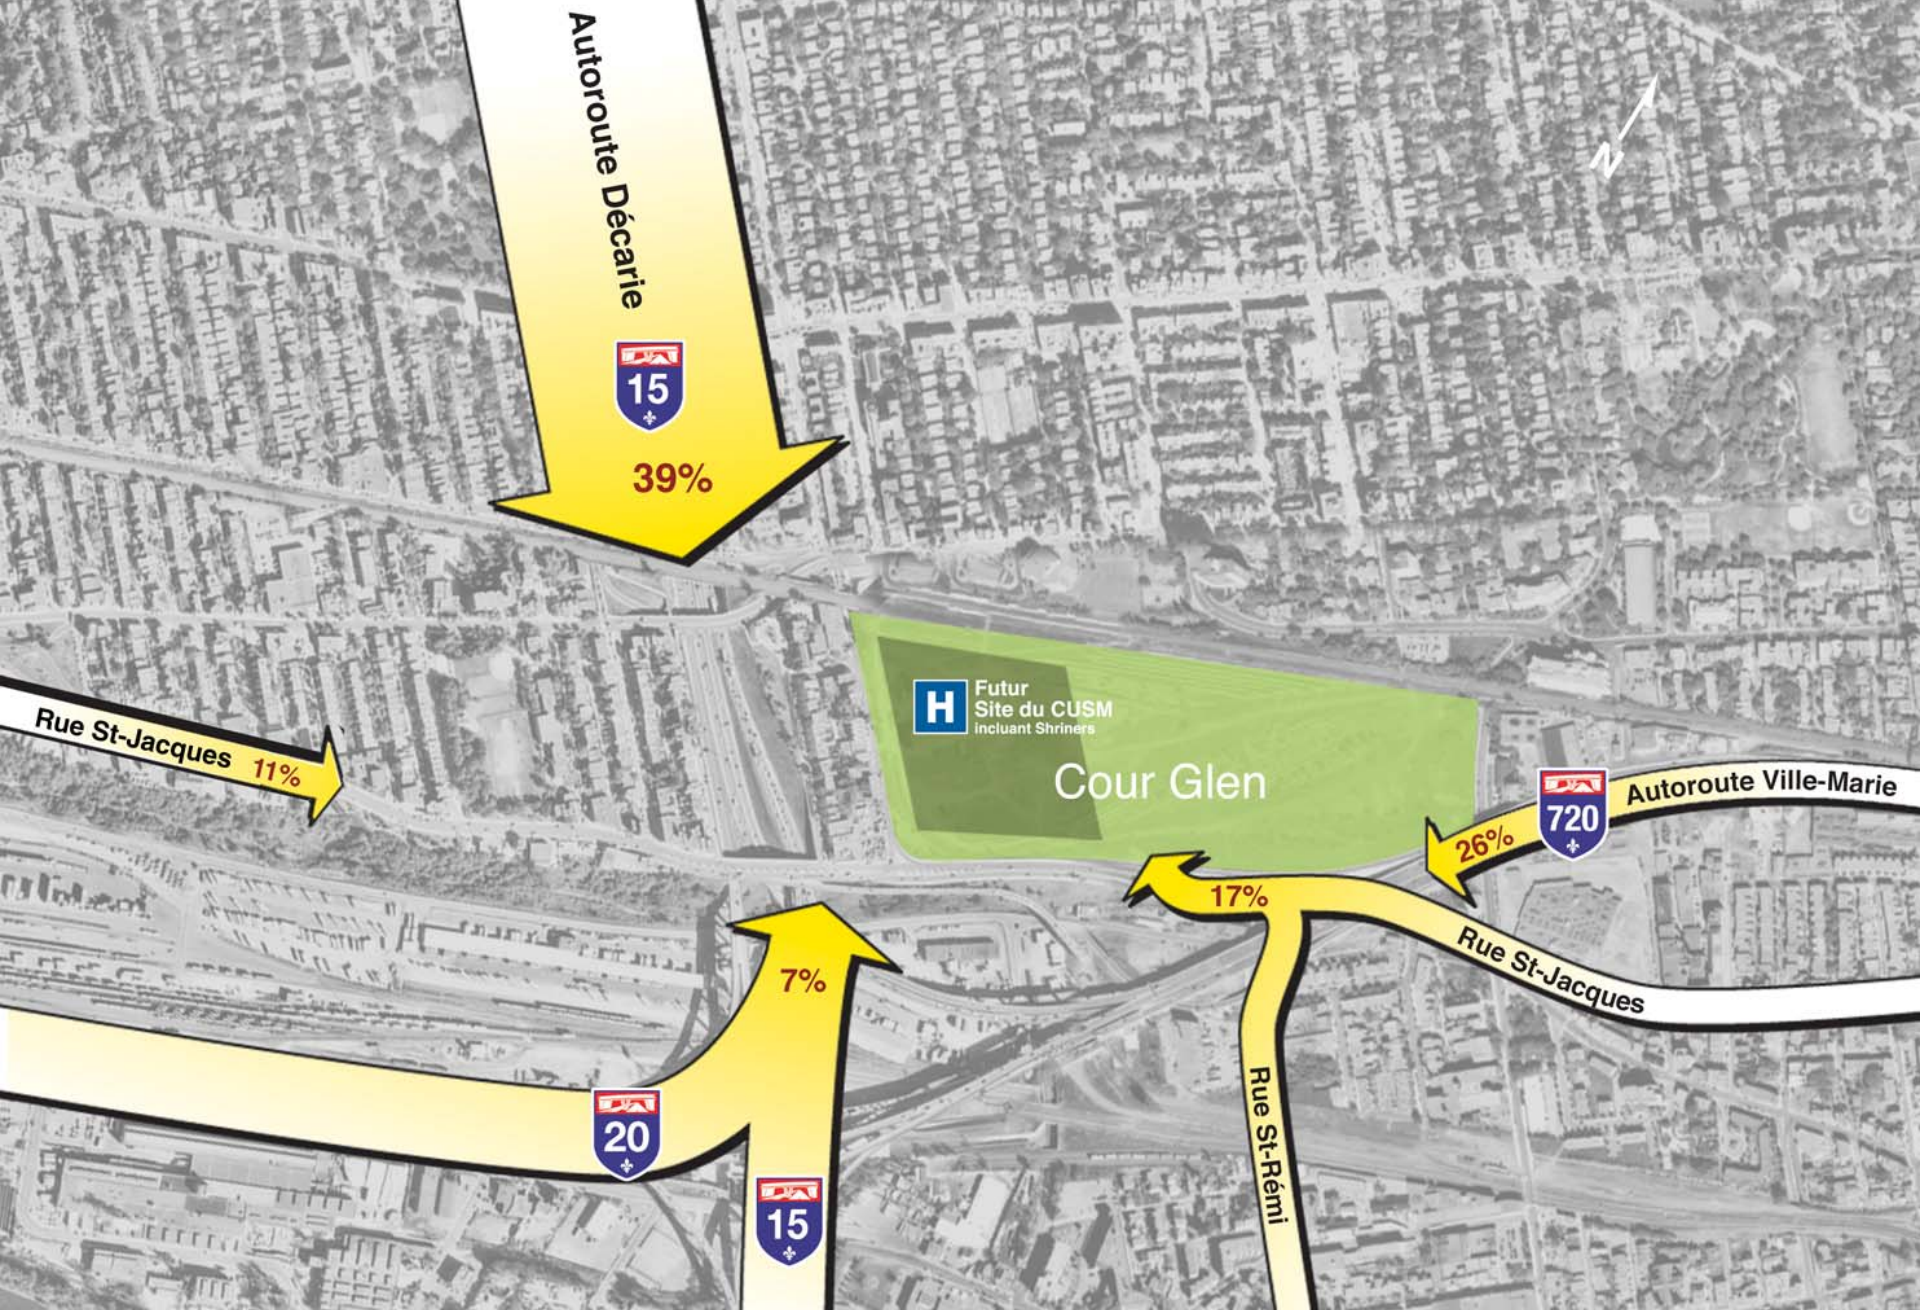 Autoroute Décarie
N
15
39%
Futur
Site du CUSM
incluant Shriners
H
Cour Glen
Rue St-Jacques 11%
720
Autoroute Ville-Marie
26%
17%
Rue St-Jacques
7%
20
15
Rue St-Rémi